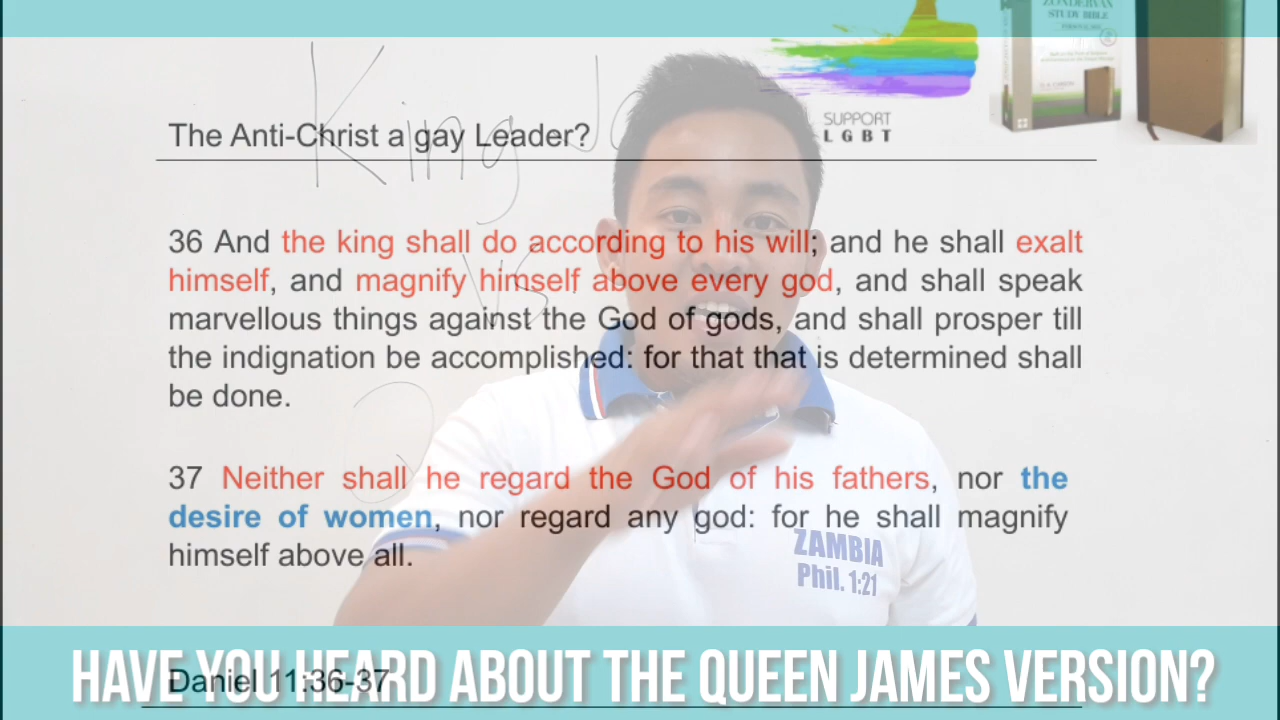 ZONDERVAN
STUDY BIBLE
SUPPORT
LGBT
King Ja
The Anti-Christ a gay Leader?
36 And the king shall do according to his will; and he shall exalt
himself, and magnify himself above every god, and shall speak
marvellous things against the God of gods, and shall prosper till
the indignation be accomplished: for that that is determined shall
be done.
vs
37 Neither shall he regard the God of his fathers, nor the
desire of women, nor regard any god: for he shall magnify
himself above all.
ZAMBIA
Phil. 1:21
Daniel 11:36-37
HAVE YOU HEARD ABOUT THE QUEEN JAMES VERSION?